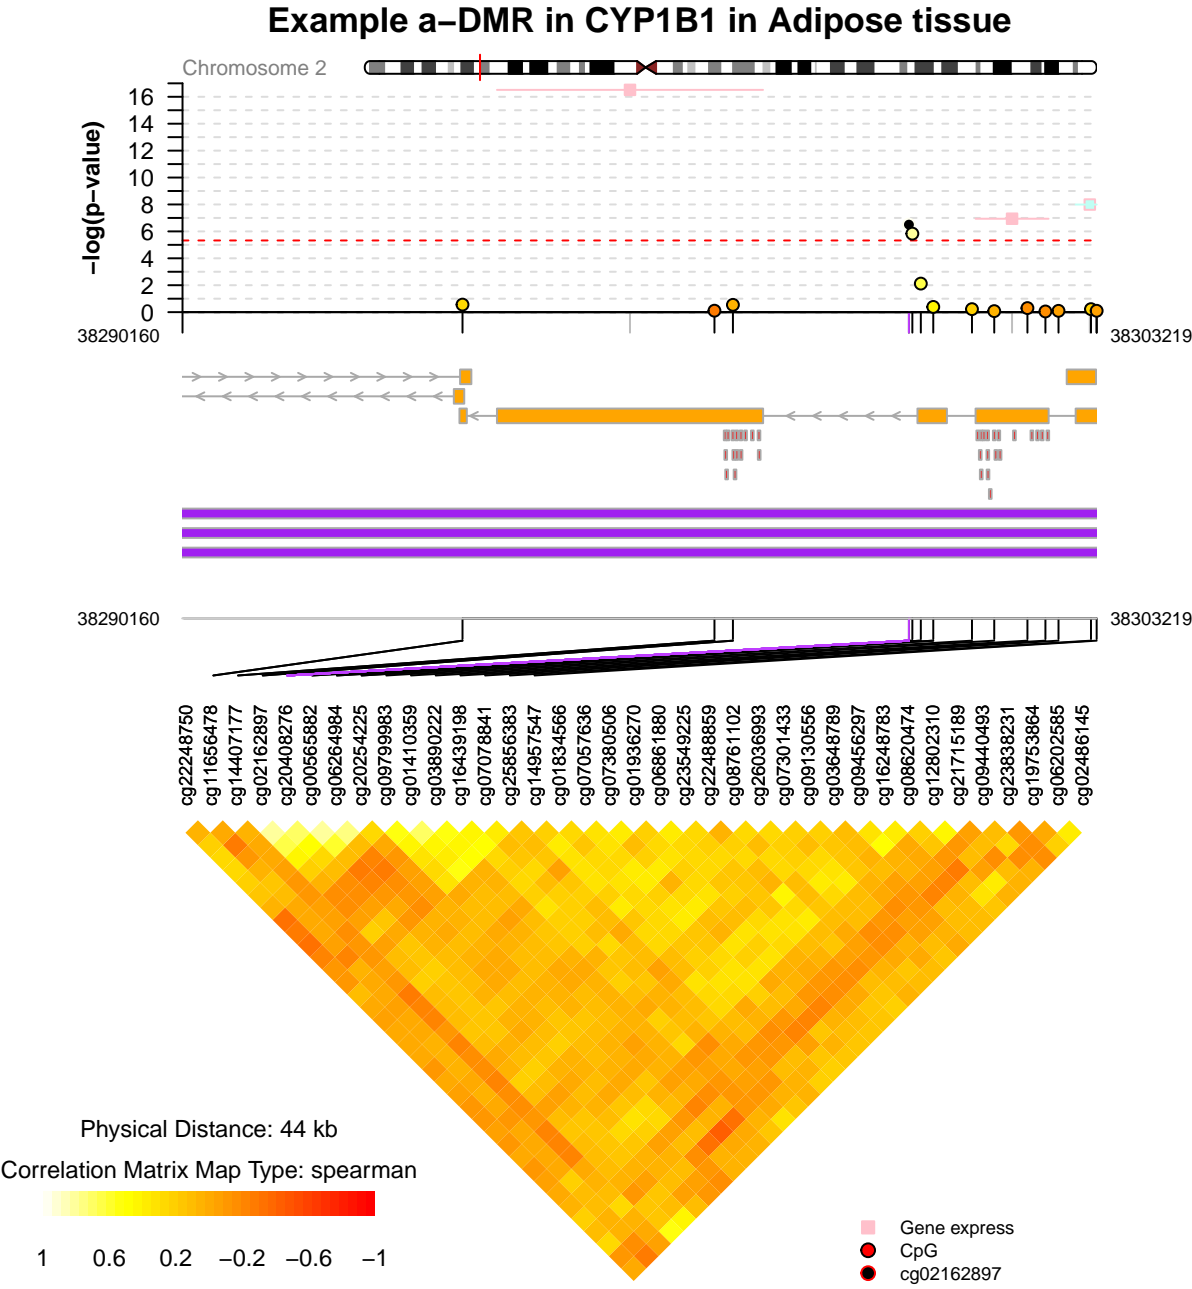 Example a−DMR in CYP1B1 in Adipose tissue
Chromosome 2
−log(p−value)
16
14
12
10
8
6
4
2
0
38290160
38303219
38290160
38303219
cg22248750
cg11656478
cg14407177
cg02162897
cg20408276
cg00565882
cg06264984
cg20254225
cg09799983
cg01410359
cg03890222
cg16439198
cg07078841
cg25856383
cg14957547
cg01834566
cg07057636
cg07380506
cg01936270
cg06861880
cg23549225
cg22488859
cg08761102
cg26036993
cg07301433
cg09130556
cg03648789
cg09456297
cg16248783
cg08620474
cg12802310
cg21715189
cg09440493
cg23838231
cg19753864
cg06202585
cg02486145
Physical Distance: 44 kb
Correlation Matrix Map Type: spearman
1 0.6 0.2 −0.2 −0.6 −1
Gene express
CpG
cg02162897